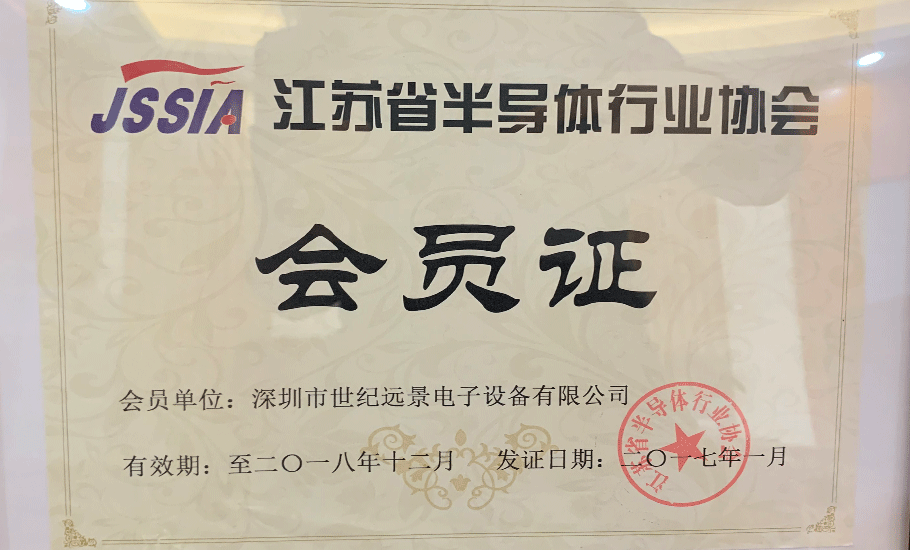 JSSIA 江苏省半导体行业协会
会员证
会员单位：深圳市世纪远景电子设备有限公司
有效期：至二〇一八年十二月 发证日期：二〇一七年一月
江苏省半导体行业协会